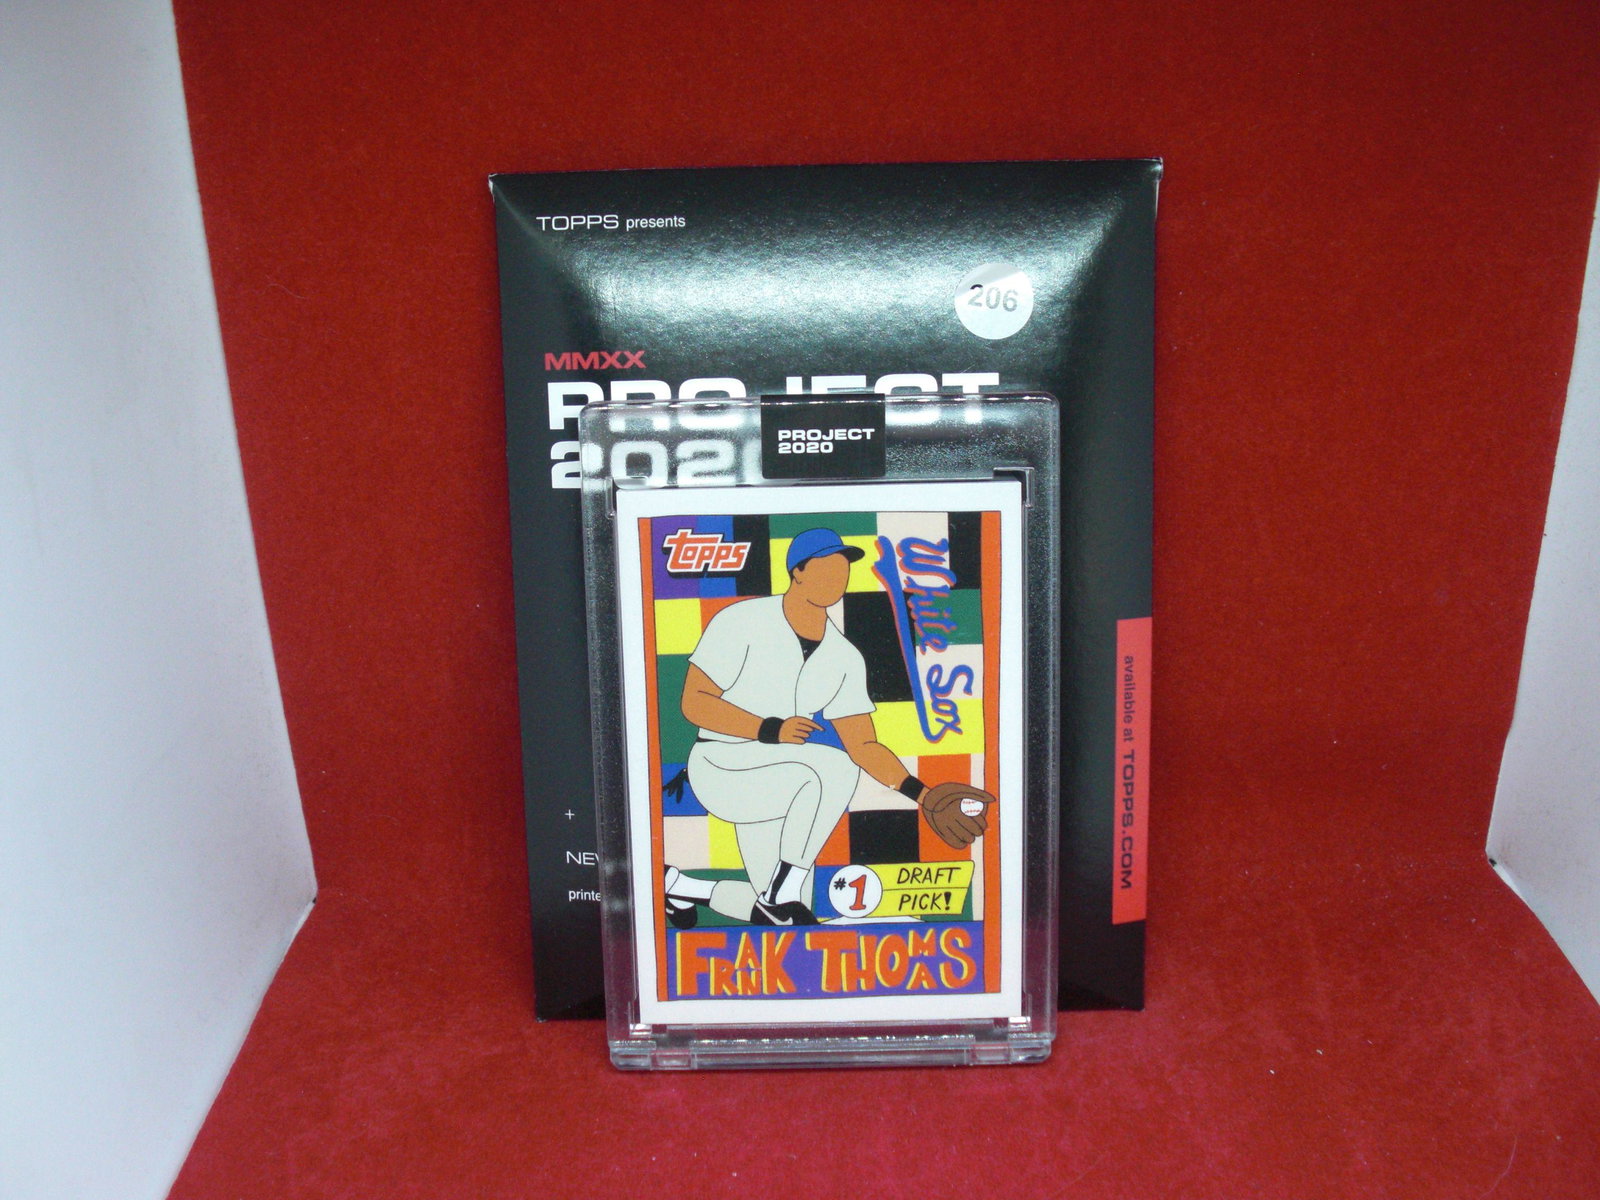 TOPPS presents
206
MMXX
PROJECT
2020
PROJECT
2020
topps
White Sox
#1 DRAFT
PICK!
FRANK THOMAS
available at TOPPS.COM
+